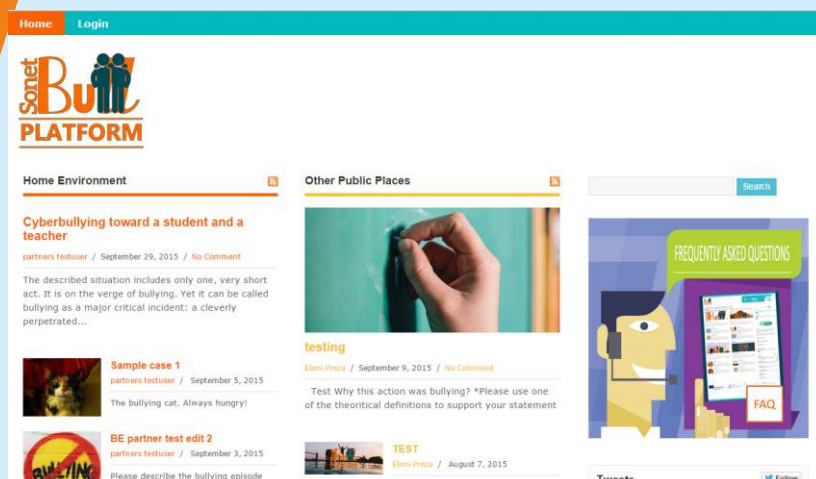 Home Login
Sonet
Bull
PLATFORM
Home Environment
Cyberbullying toward a student and a
teacher
partners testuser / September 29, 2015 / No Comment
The described situation includes only one, very short
act. It is on the verge of bullying. Yet it can be called
bullying as a major critical incident: a cleverly
perpetrated...
Sample case 1
partners testuser / September 5, 2015
The bullying cat. Always hungry!
BE partner test edit 2
partners testuser / September 3, 2015
Please describe the bullying episode
BULLYING
Other Public Places
testing
Eleni Preza / September 9, 2015 / No Comment
Test Why this action was bullying? *Please use one
of the theoritical definitions to support your statement
TEST
Eleni Preza / August 7, 2015
Search
FREQUENTLY ASKED QUESTIONS
FAQ
Tweets
Follow